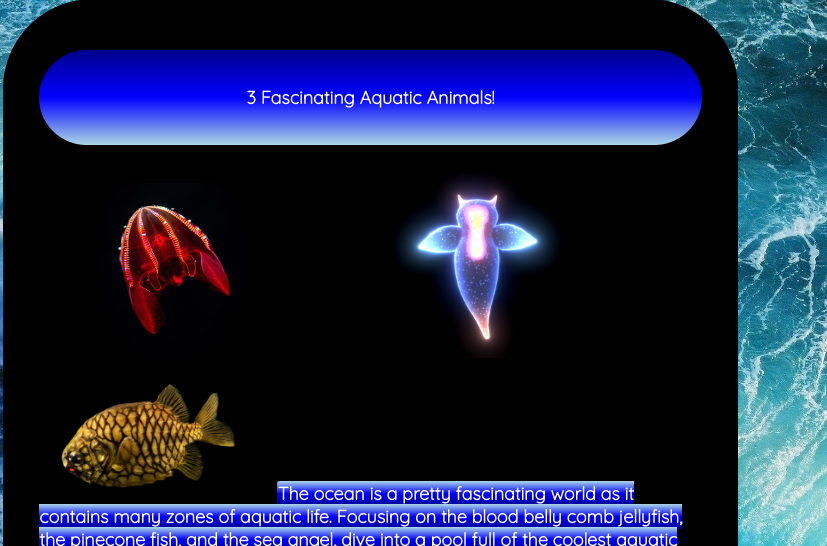 3 Fascinating Aquatic Animals!
The ocean is a pretty fascinating world as it
contains many zones of aquatic life. Focusing on the blood belly comb jellyfish,
the pinecone fish, and the sea angel, dive into a pool full of the coolest aquatic